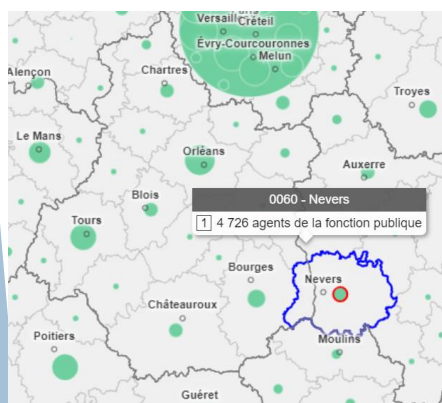 Versaill
Créteil
Évry-Courcouronnes
Melun
Alençon
Chartres
Troyes
Le Mans
Orléans
Auxerre
0060 - Nevers
1 4 726 agents de la fonction publique
Blois
Tours
Bourges
Nevers
Châteauroux
Moulins
Poitiers
Guéret